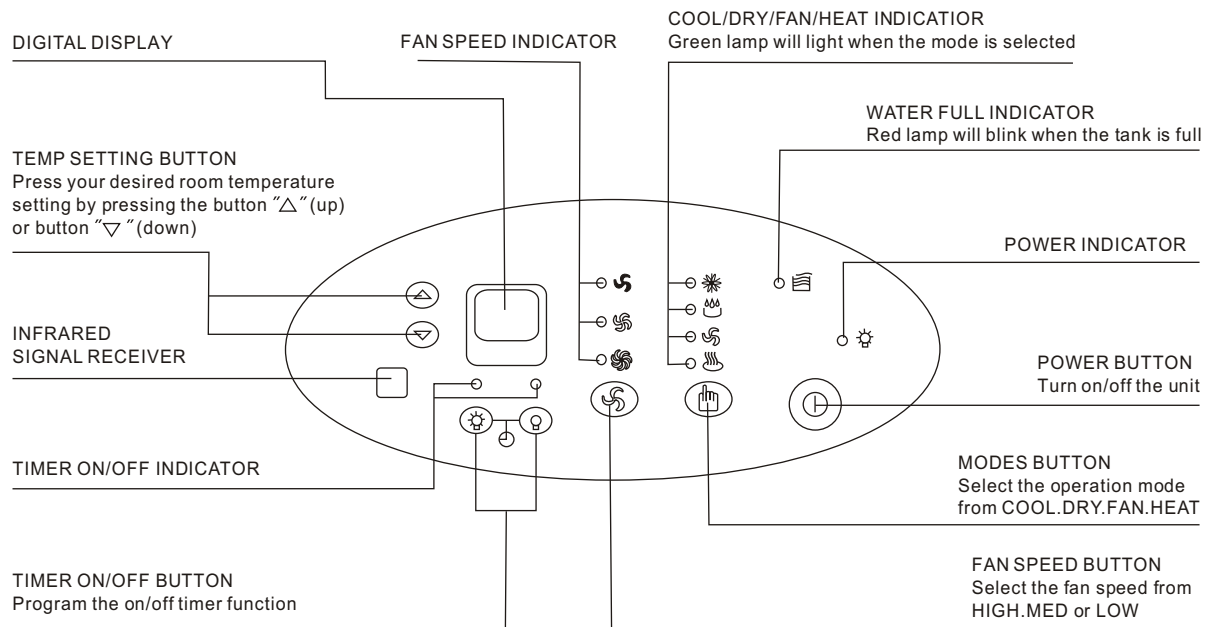 DIGITAL DISPLAY
FAN SPEED INDICATOR
COOL/DRY/FAN/HEAT INDICATIOR
Green lamp will light when the mode is selected
WATER FULL INDICATOR
Red lamp will blink when the tank is full
TEMP SETTING BUTTON
Press your desired room temperature
setting by pressing the button "△"(up)
or button "▽ "(down)
POWER INDICATOR
INFRARED
SIGNAL RECEIVER
POWER BUTTON
Turn on/off the unit
TIMER ON/OFF INDICATOR
MODES BUTTON
Select the operation mode
from COOL.DRY.FAN.HEAT
TIMER ON/OFF BUTTON
Program the on/off timer function
FAN SPEED BUTTON
Select the fan speed from
HIGH.MED or LOW